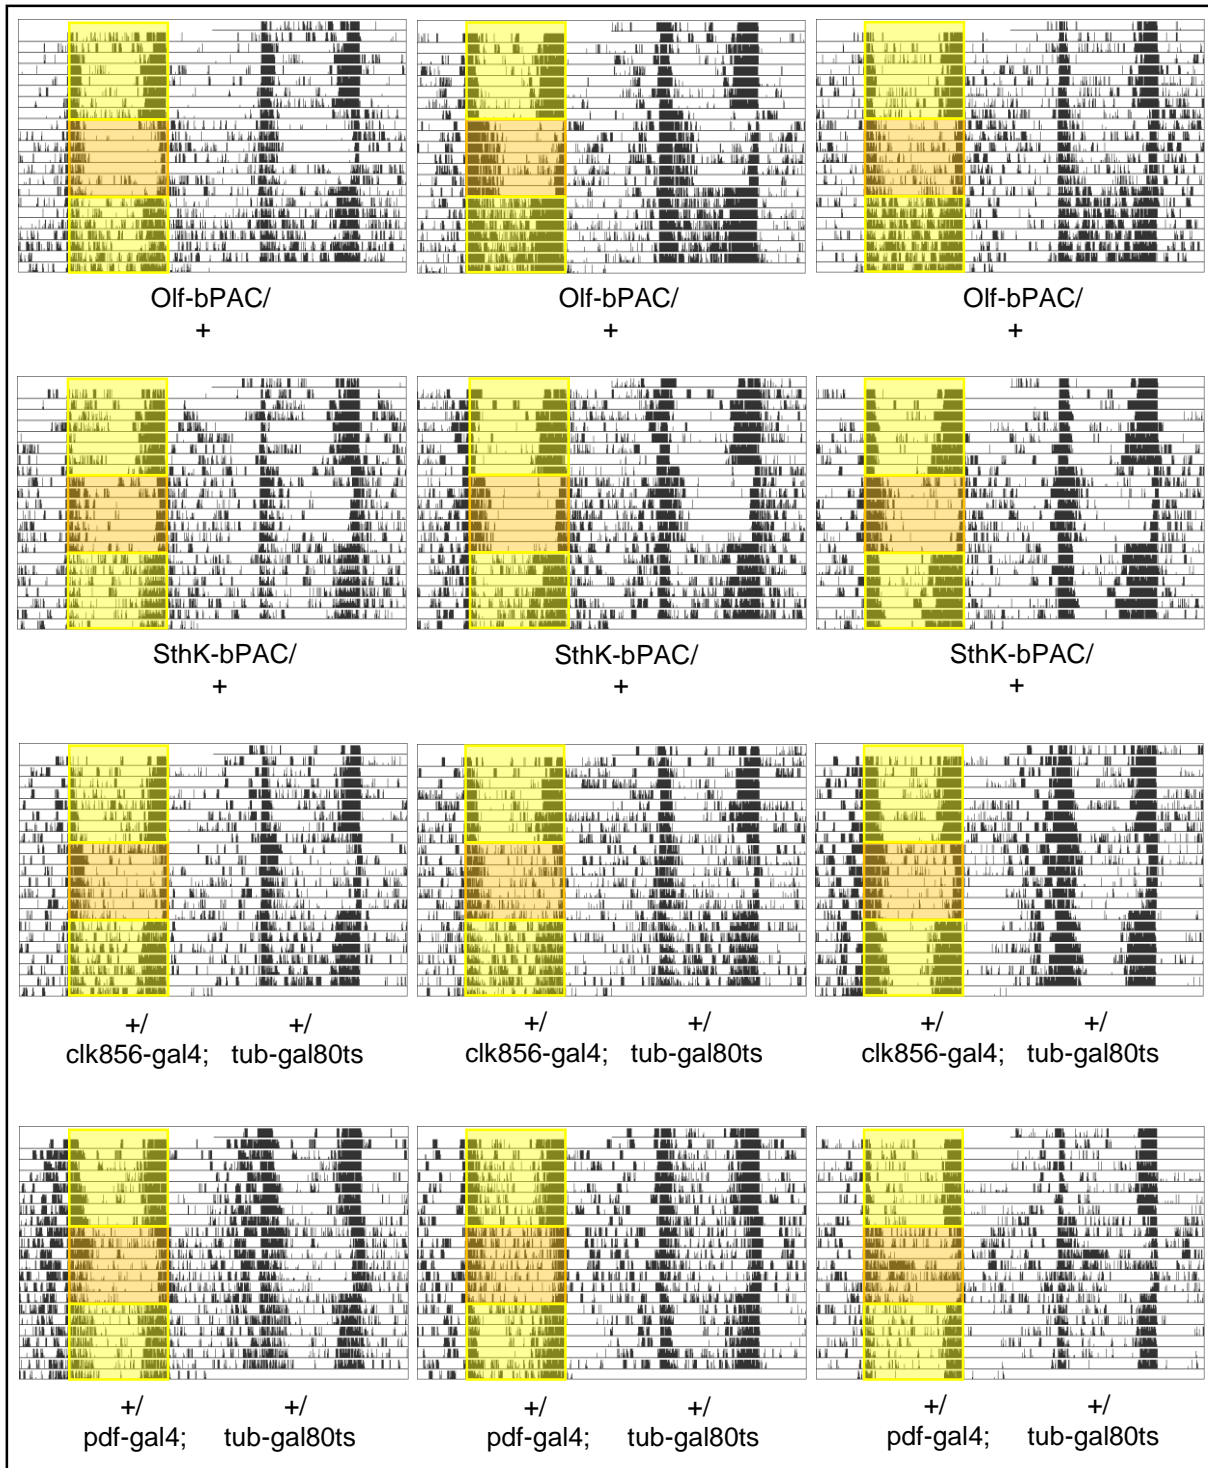 Olf-bPAC/ Olf-bPAC/ Olf-bPAC/
+ + +
SthK-bPAC/ SthK-bPAC/ SthK-bPAC/
+ + +
+/ +/ +/ +/ +/ +/
clk856-gal4; tub-gal80ts clk856-gal4; tub-gal80ts clk856-gal4; tub-gal80ts
+/ +/ +/ +/ +/ +/
pdf-gal4; tub-gal80ts pdf-gal4; tub-gal80ts pdf-gal4; tub-gal80ts